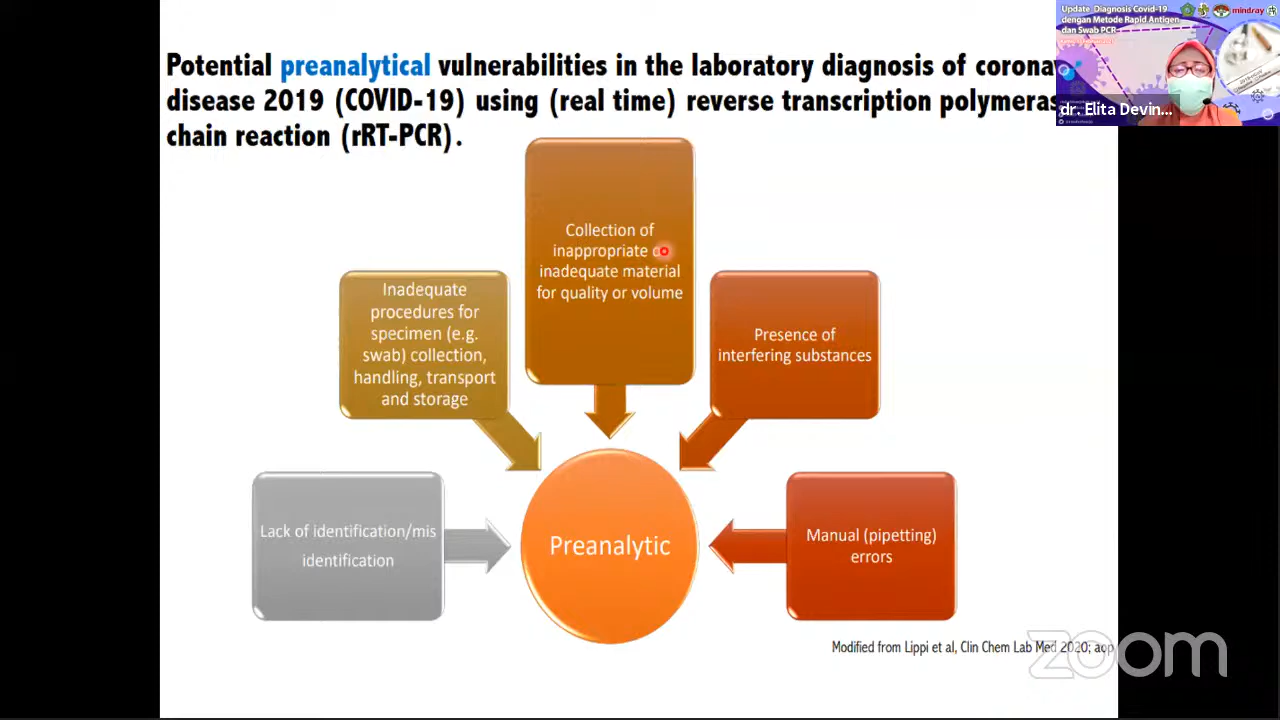 Potential preanalytical vulnerabilities in the laboratory diagnosis of corona
disease 2019 (COVID-19) using (real time) reverse transcription polymeras
chain reaction (rRT-PCR).
Update Diagnosis Covid-19
dengan Metode Rapid Antigen
dan Swab PCR
mindray
dr. Elita Devin...
Collection of
inappropriate
inadequate material
for quality or volume
Inadequate
procedures for
specimen (e.g.
swab) collection,
handling, transport
and storage
Presence of
interfering substances
Lack of identification/mis
identification
Preanalytic
Manual (pipetting)
errors
Modified from Lippi et al, Clin Chem Lab Med 2020; aop
zoom